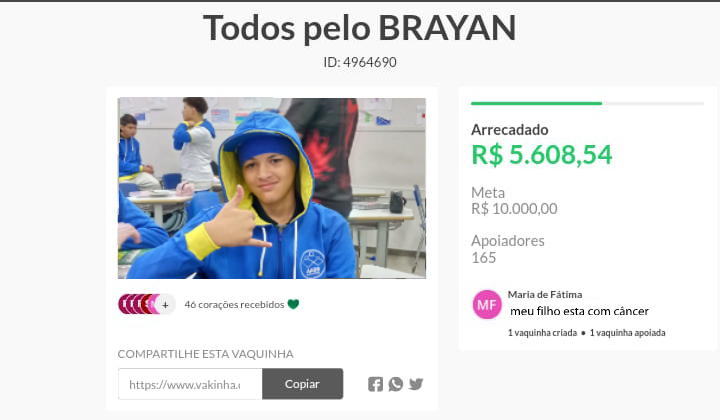 Todos pelo BRAYAN
ID: 4964690
46 corações recebidos
COMPARTILHE ESTA VAQUINHA
https://www.vakinha.c
Copiar
Arrecadado
R$ 5.608,54
Meta
R$ 10.000,00
Apoiadores
165
MF
Maria de Fátima
meu filho esta com câncer
1 vaquinha criada • 1 vaquinha apoiada